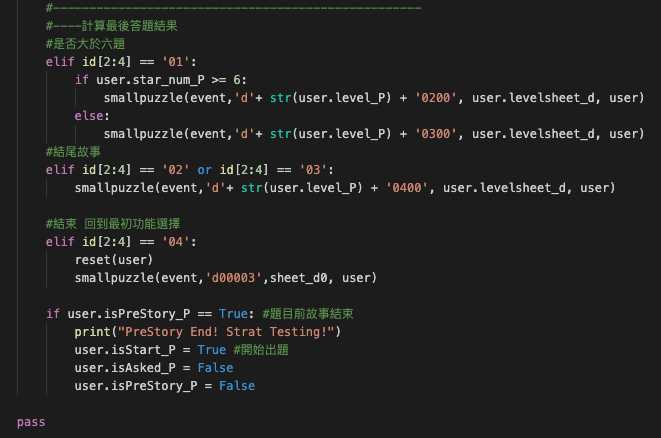 #---------------------------------------------------
#----計算最後答題結果
#是否大於六題
elif id[2:4] == '01':
if user.star_num_P >= 6:
smallpuzzle(event,'d'+ str(user.level_P) + '0200', user.levelsheet_d, user)
else:
smallpuzzle(event,'d'+ str(user.level_P) + '0300', user.levelsheet_d, user)
#結尾故事
elif id[2:4] == '02' or id[2:4] == '03':
smallpuzzle(event,'d'+ str(user.level_P) + '0400', user.levelsheet_d, user)
#結束 回到最初功能選擇
elif id[2:4] == '04':
reset(user)
smallpuzzle(event,'d00003',sheet_d0, user)
if user.isPreStory_P == True: #題目前故事結束
print("PreStory End! Strat Testing!")
user.isStart_P = True #開始出題
user.isAsked_P = False
user.isPreStory_P = False
pass